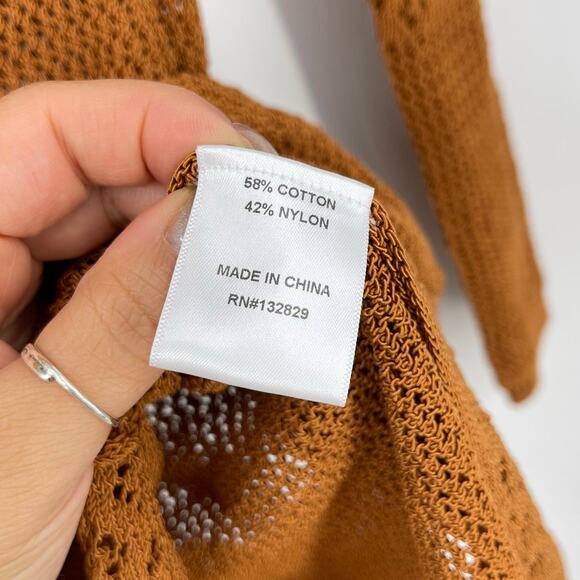 58% COTTON
42% NYLON
MADE IN CHINA
RN#132829